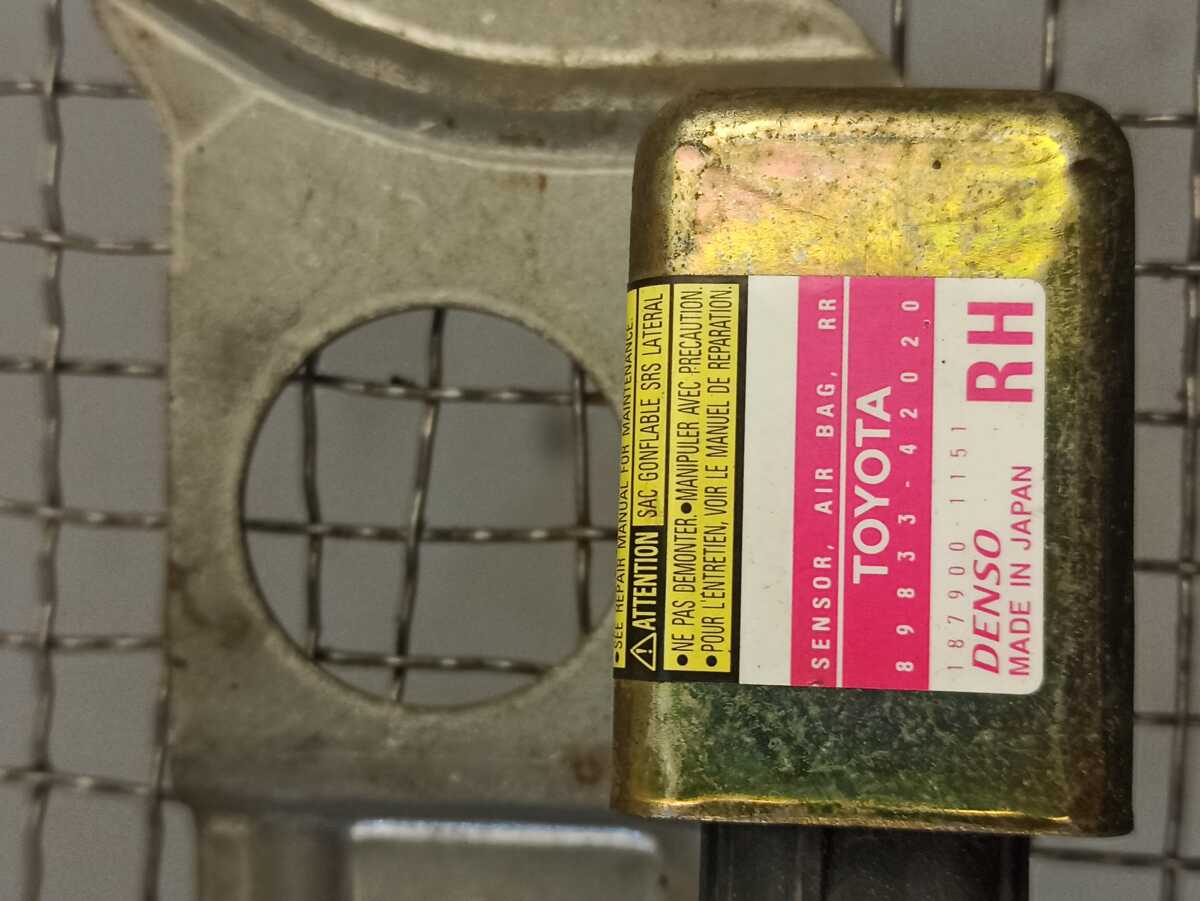 • SEE REPAIR MANUAL FOR MAINTENANCE.
⚠ATTENTION SAC GONFLABLE SRS LATERAL
•NE PAS DEMONTER.•MANIPULER AVEC PRECAUTION.
•POUR L'ENTRETIEN, VOIR LE MANUEL DE REPARATION.
SENSOR, AIR BAG, RR
TOYOTA
89833-42020
187900-1151
DENSO RH
MADE IN JAPAN